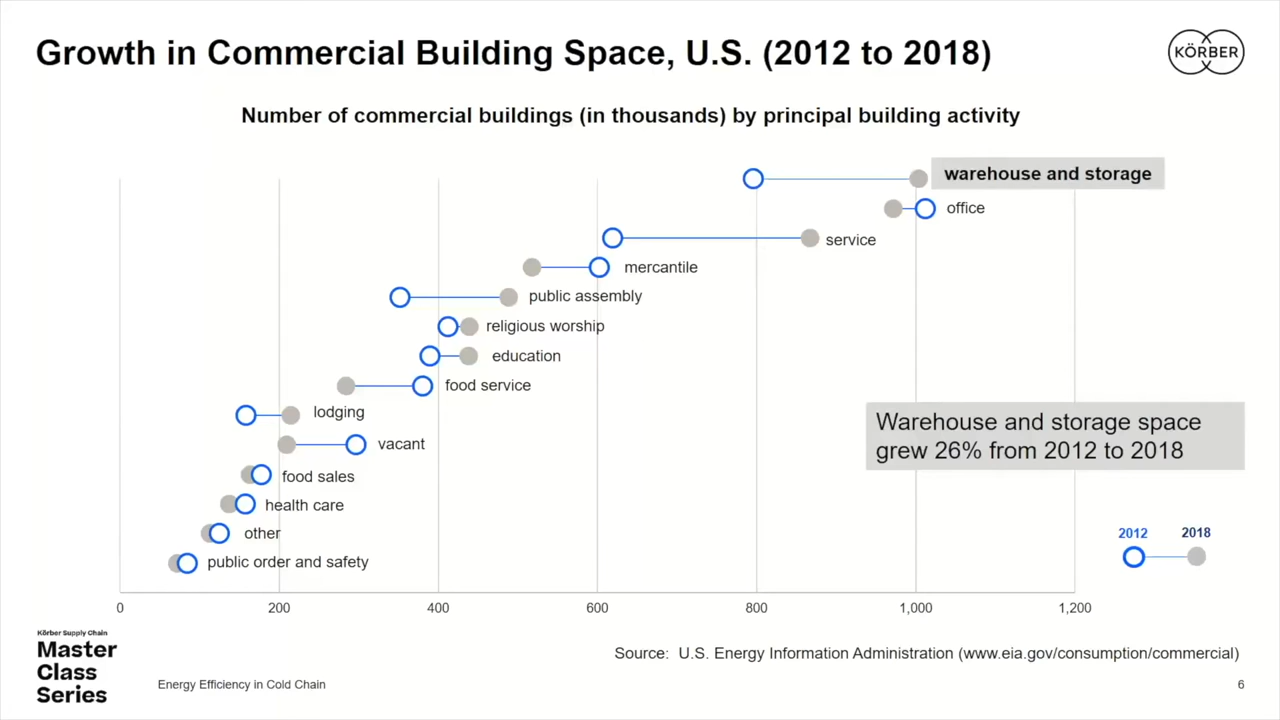 Growth in Commercial Building Space, U.S. (2012 to 2018)
KÖRBER
Number of commercial buildings (in thousands) by principal building activity
warehouse and storage
office
service
mercantile
public assembly
religious worship
education
food service
lodging
vacant
food sales
health care
other
public order and safety
Warehouse and storage space
grew 26% from 2012 to 2018
2012 2018
0 200 400 600 800 1,000 1,200
Source: U.S. Energy Information Administration (www.eia.gov/consumption/commercial)
Körber Supply Chain
Master
Class
Series
Energy Efficiency in Cold Chain
6